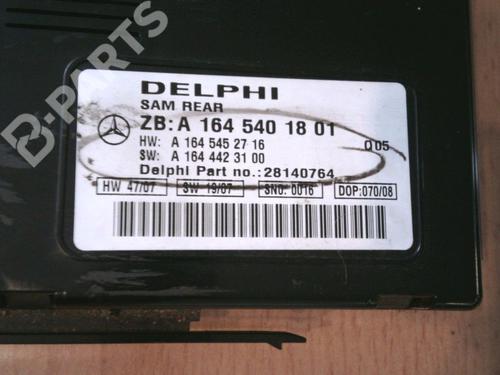 B-PARTS
DELPHI
SAM REAR
ZB: A 164 540 18 01
HW: A 164 545 27 16
Q 05
SW: A 164 442 31 00
Delphi Part no.:28140764
HW 47/07 SW 19/07 SNO: 0016 DOP:070/08